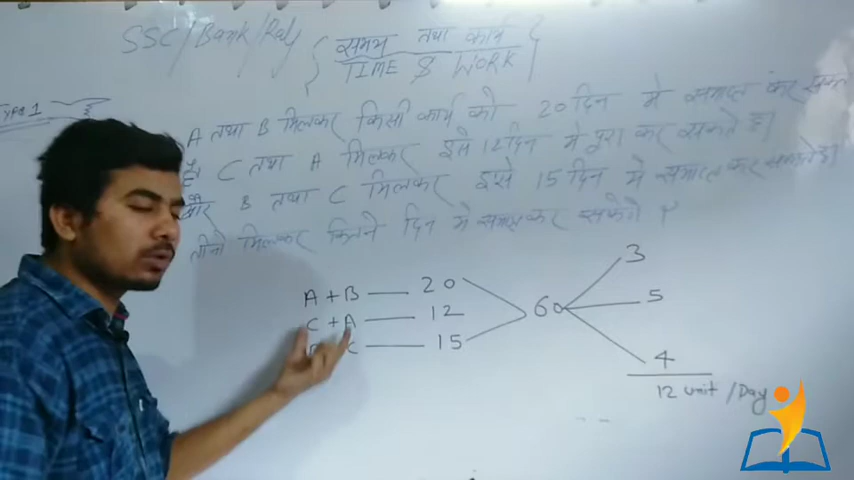 SSC/Bank/Raly
समय तथा कार्य
TIME & WORK
Type 1
A तथा B मिलकर किसी कार्य को 20 दिन मे समाप्त कर सकते
है। C तथा A मिलकर इसे 12 दिन मे पूरा कर सकते है।
और B तथा C मिलकर इसे 15 दिन मे समाप्त कर सकते है।
तीनो मिलकर कितने दिन मे समाप्त कर सकेगे ?
A + B — 20
C + A — 12
C — 15
60
3
5
4
12 unit / Day